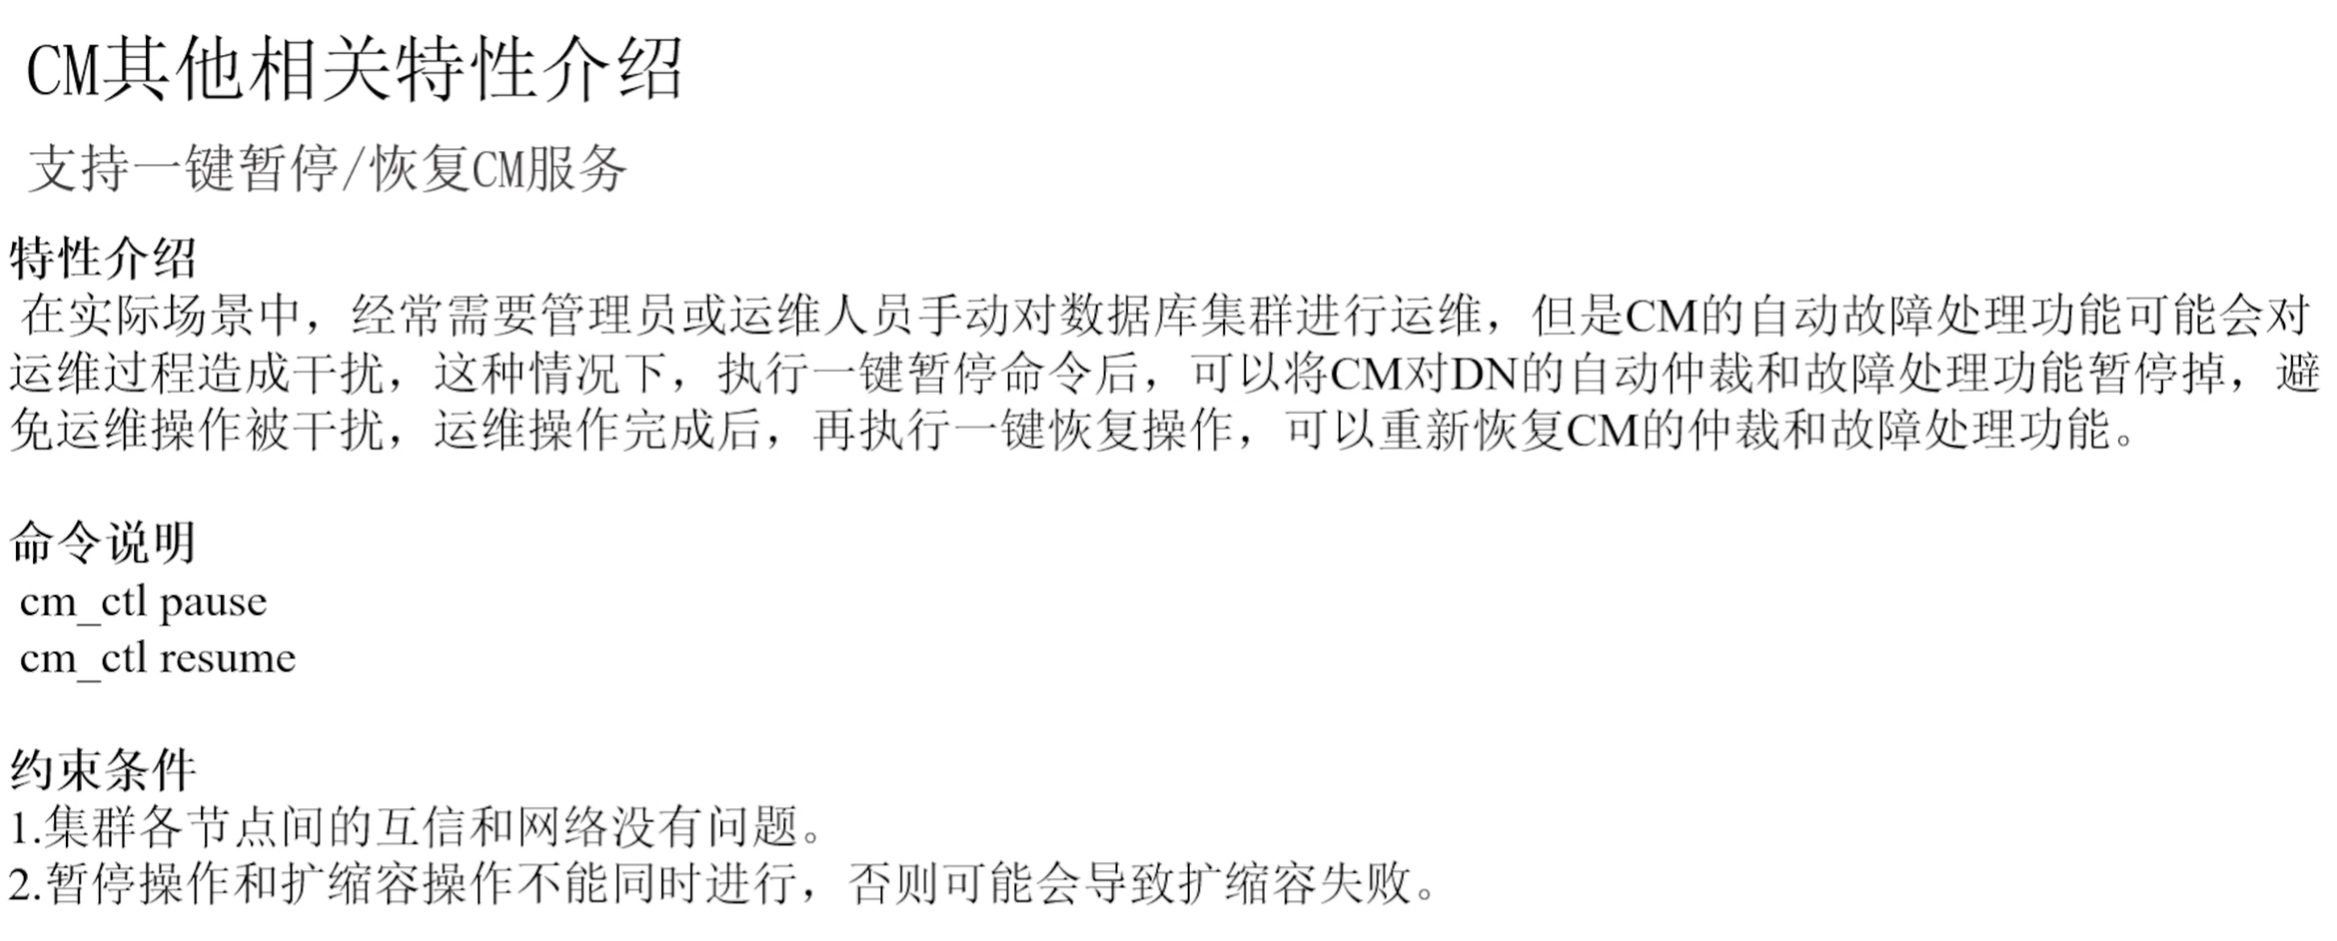 CM其他相关特性介绍
支持一键暂停/恢复CM服务
特性介绍
在实际场景中，经常需要管理员或运维人员手动对数据库集群进行运维，但是CM的自动故障处理功能可能会对
运维过程造成干扰，这种情况下，执行一键暂停命令后，可以将CM对DN的自动仲裁和故障处理功能暂停掉，避
免运维操作被干扰，运维操作完成后，再执行一键恢复操作，可以重新恢复CM的仲裁和故障处理功能。
命令说明
cm_ctl pause
cm_ctl resume
约束条件
1.集群各节点间的互信和网络没有问题。
2.暂停操作和扩缩容操作不能同时进行，否则可能会导致扩缩容失败。